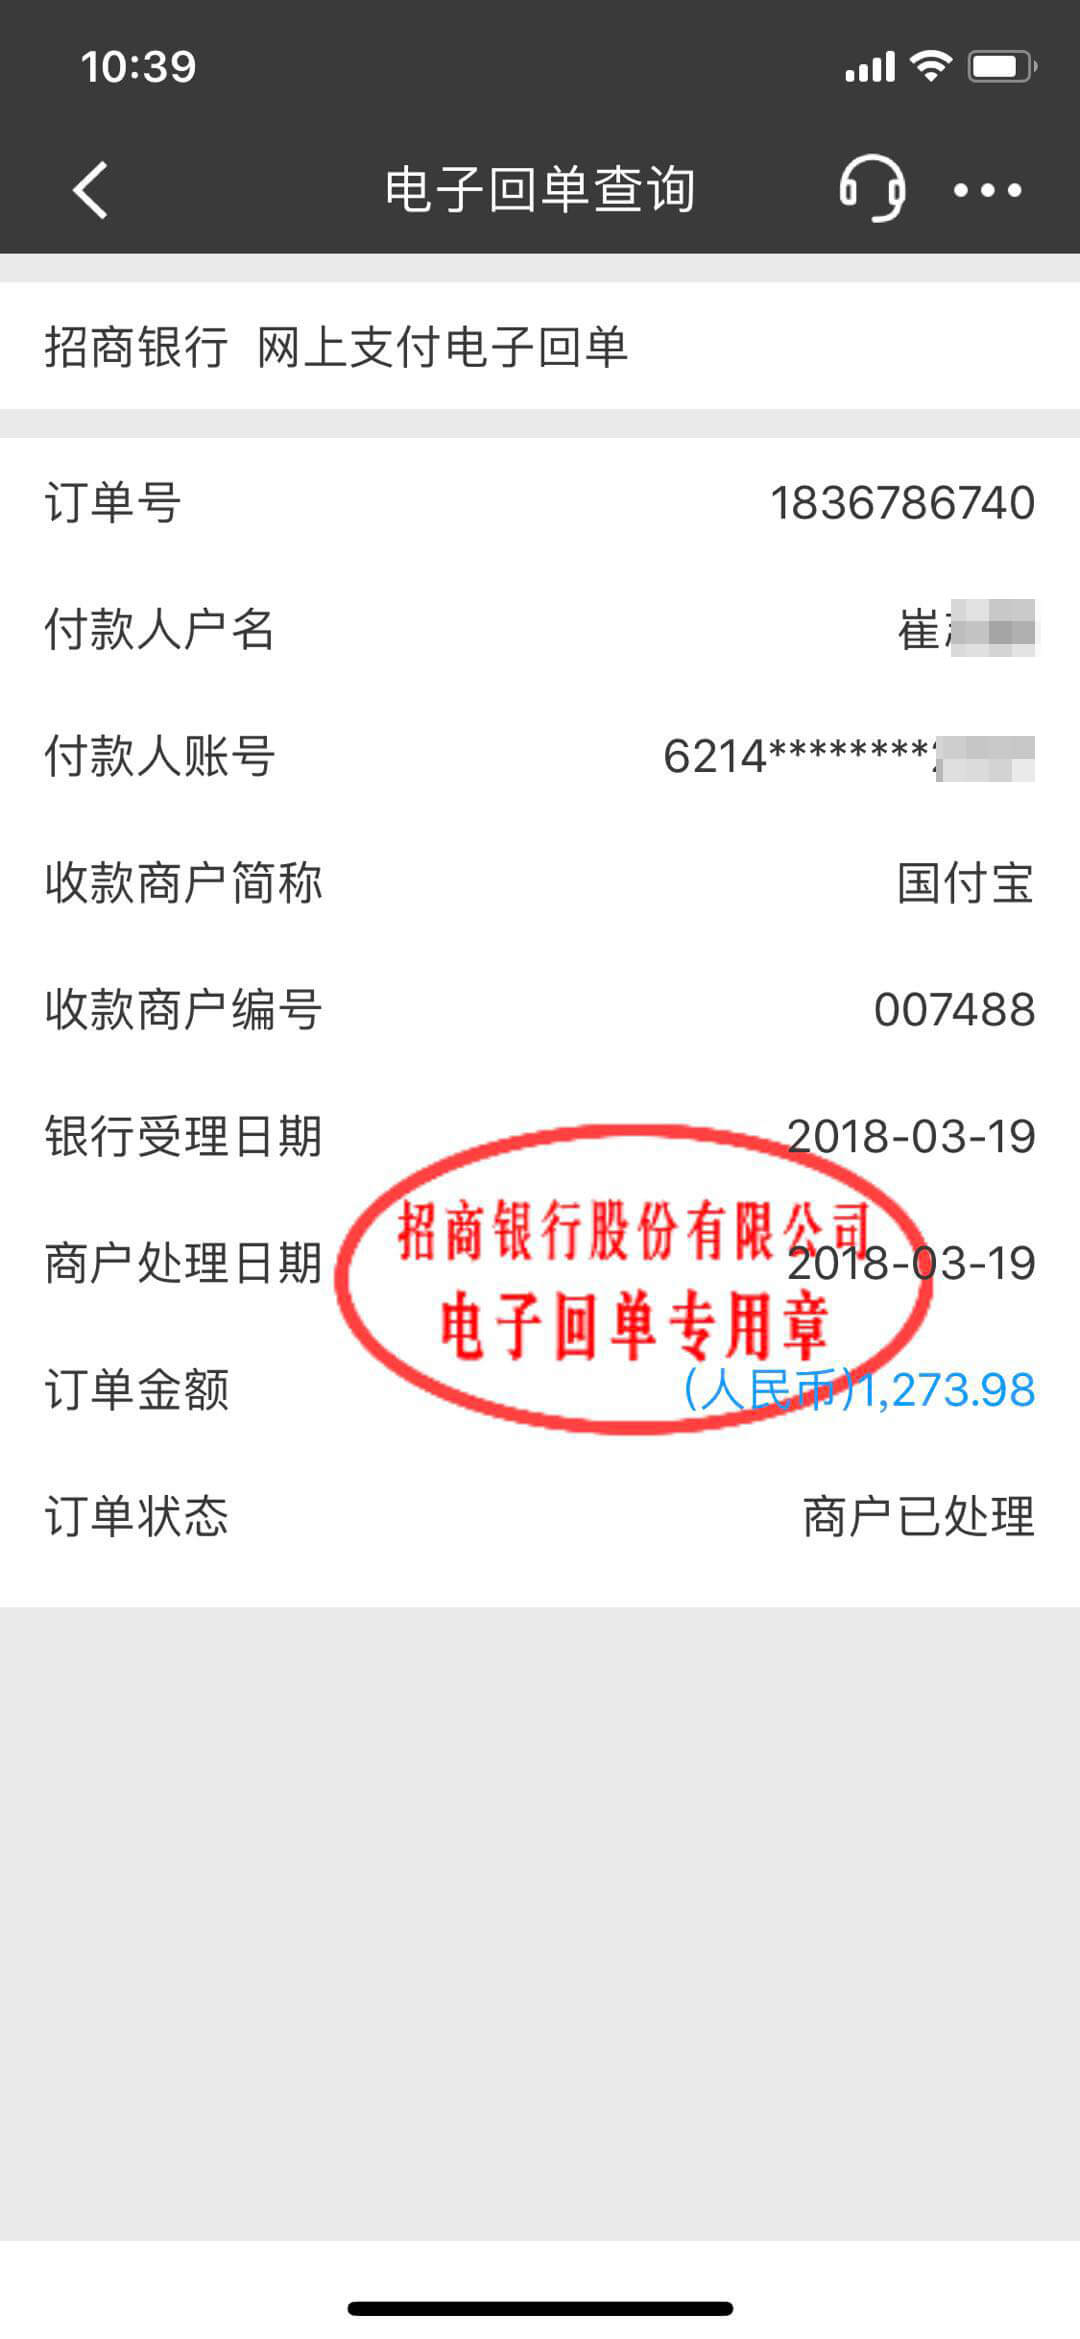 10:39
电子回单查询
招商银行 网上支付电子回单
订单号 1836786740
付款人户名 崔
付款人账号 6214********
收款商户简称 国付宝
收款商户编号 007488
银行受理日期 2018-03-19
招商银行股份有限公司
商户处理日期 2018-03-19
电子回单专用章
订单金额 (人民币)1,273.98
订单状态 商户已处理